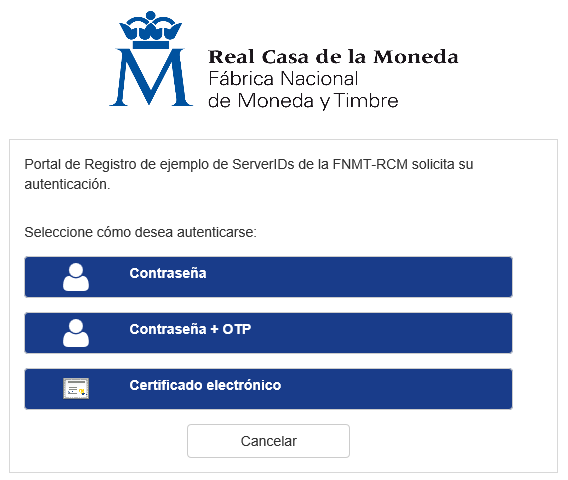 Real Casa de la Moneda
Fábrica Nacional
de Moneda y Timbre
Portal de Registro de ejemplo de ServerIDs de la FNMT-RCM solicita su
autenticación.
Seleccione cómo desea autenticarse:
Contraseña
Contraseña + OTP
Certificado electrónico
Cancelar